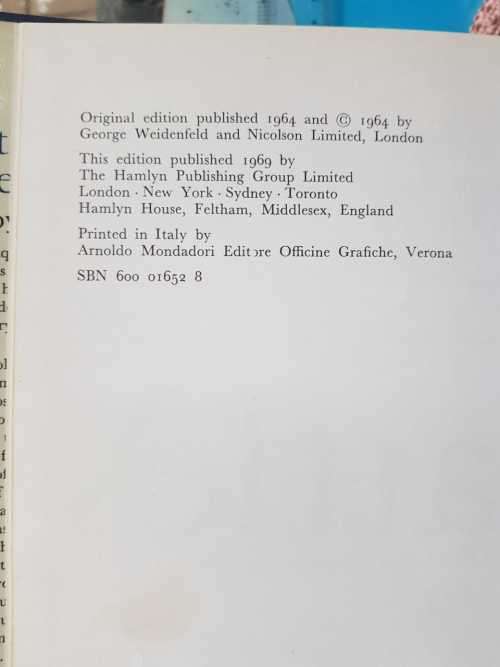 Original edition published 1964 and © 1964 by
George Weidenfeld and Nicolson Limited, London
This edition published 1969 by
The Hamlyn Publishing Group Limited
London · New York · Sydney · Toronto
Hamlyn House, Feltham, Middlesex, England
Printed in Italy by
Arnoldo Mondadori Editore Officine Grafiche, Verona
SBN 600 01652 8